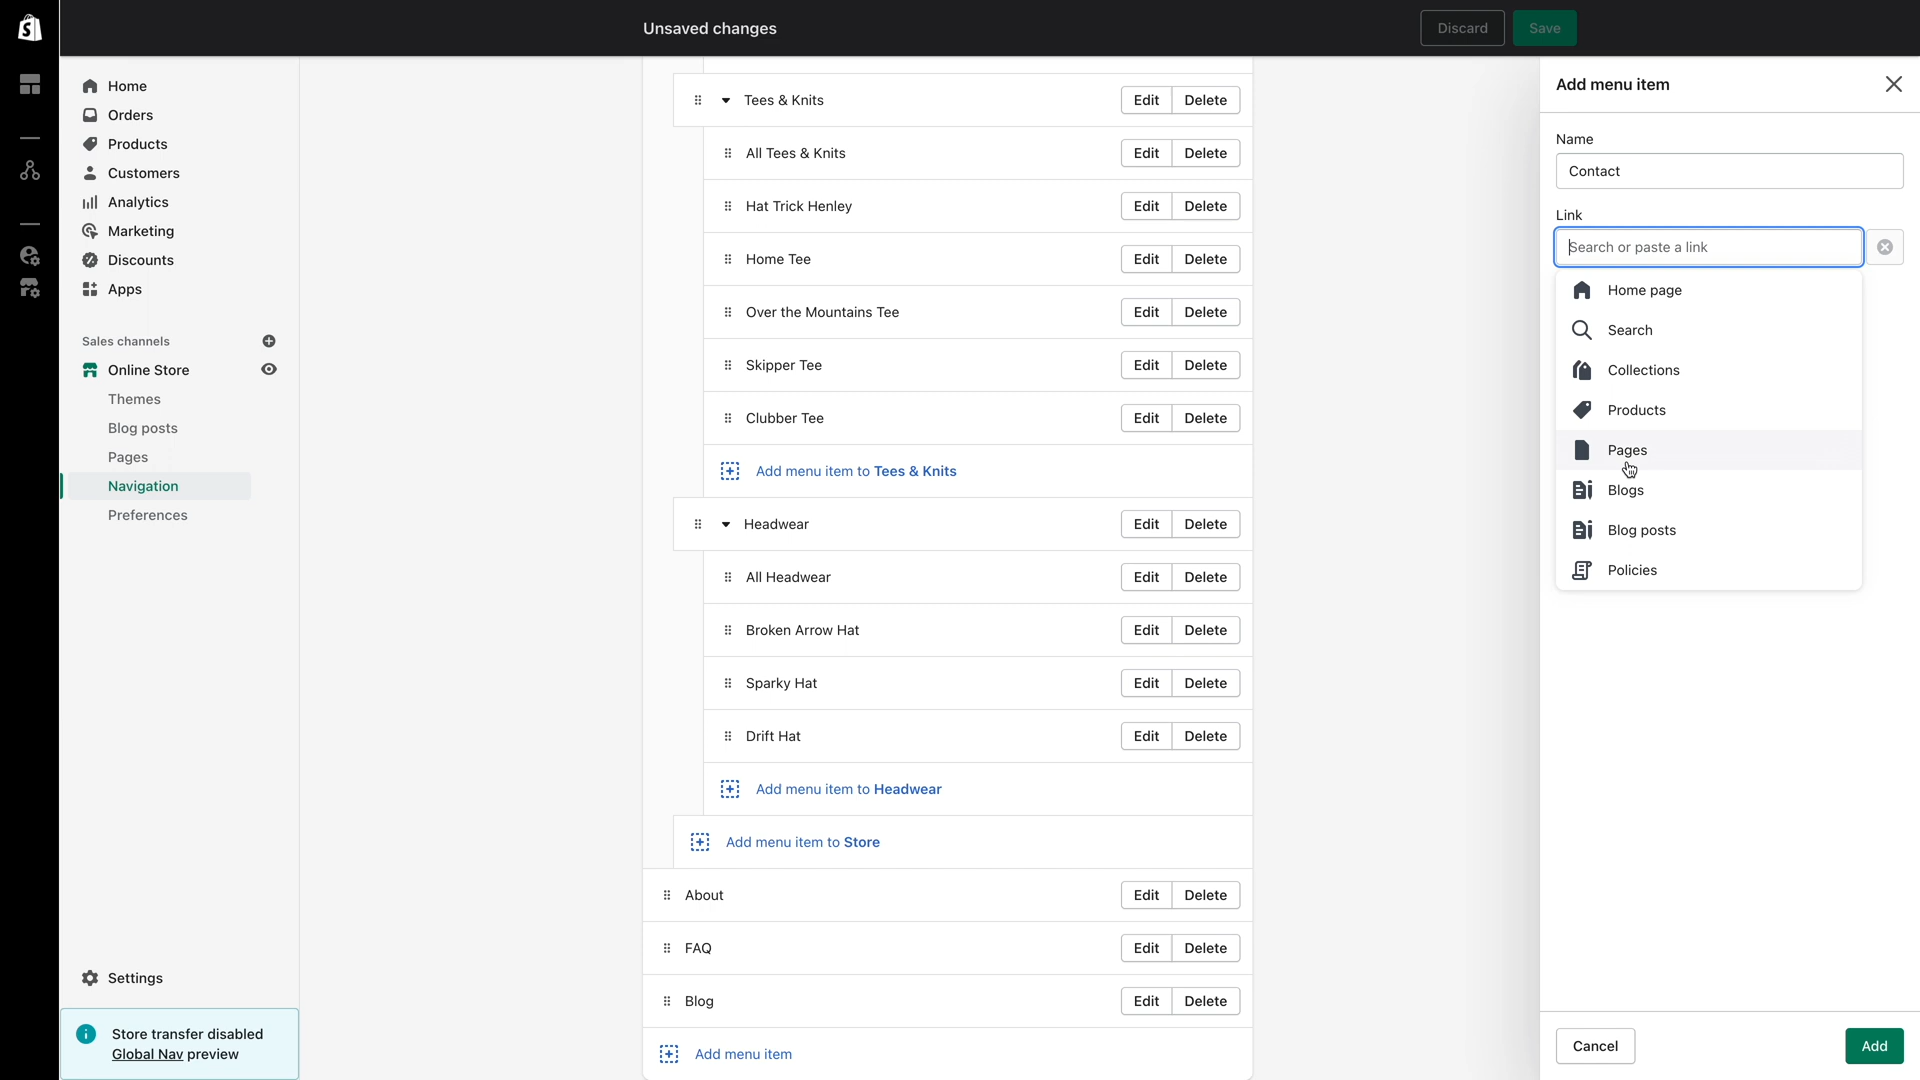 Unsaved changes
Discard
Save
Home
Orders
Products
Customers
Analytics
Marketing
Discounts
Apps
Sales channels
Online Store
Themes
Blog posts
Pages
Navigation
Preferences
Settings
Store transfer disabled
Global Nav preview
Tees & Knits Edit Delete
All Tees & Knits Edit Delete
Hat Trick Henley Edit Delete
Home Tee Edit Delete
Over the Mountains Tee Edit Delete
Skipper Tee Edit Delete
Clubber Tee Edit Delete
Add menu item to Tees & Knits
Headwear Edit Delete
All Headwear Edit Delete
Broken Arrow Hat Edit Delete
Sparky Hat Edit Delete
Drift Hat Edit Delete
Add menu item to Headwear
Add menu item to Store
About Edit Delete
FAQ Edit Delete
Blog Edit Delete
Add menu item
Add menu item
Name
Contact
Link
Search or paste a link
Home page
Search
Collections
Products
Pages
Blogs
Blog posts
Policies
Cancel
Add